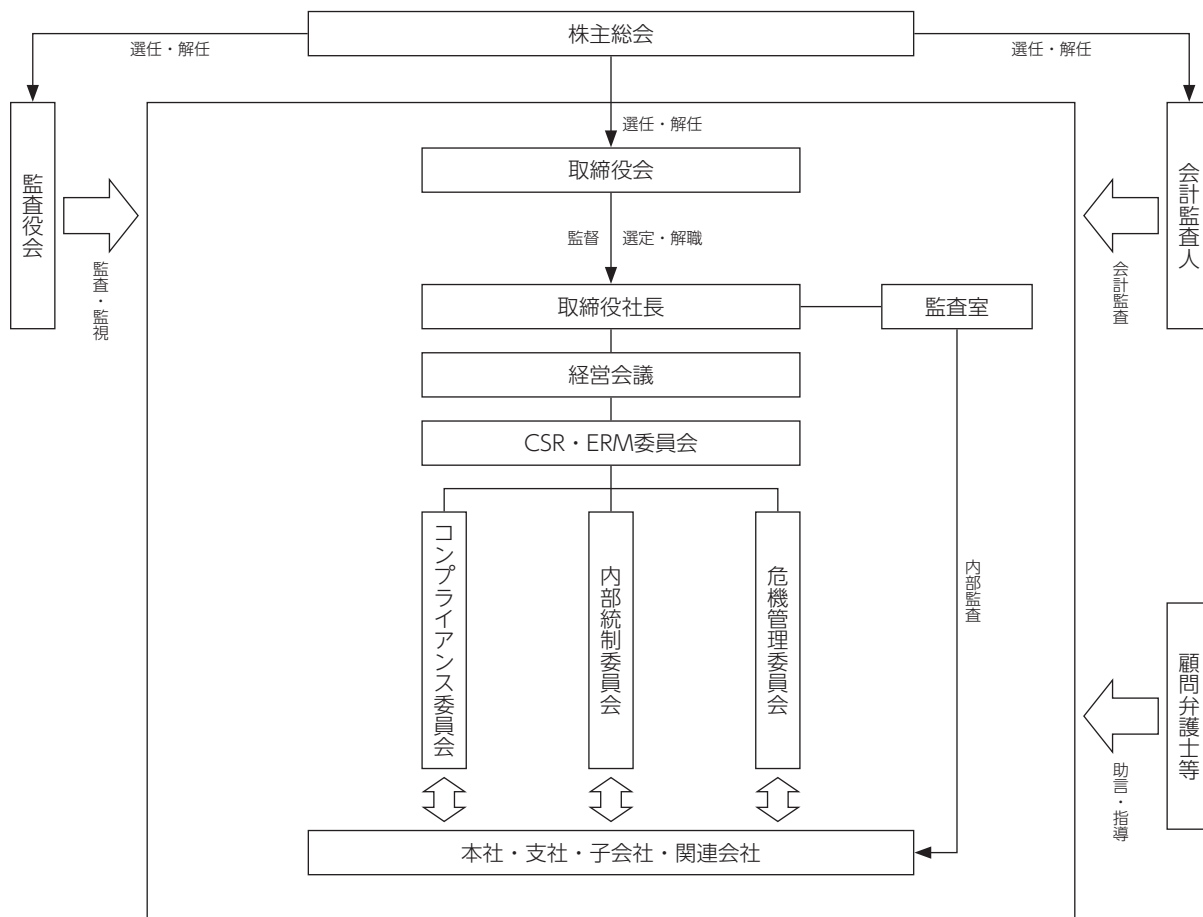 株主総会
選任・解任
選任・解任
選任・解任
監査役会
監査・監視
会計監査人
会計監査
取締役会
監督
選定・解職
取締役社長
監査室
経営会議
CSR・ERM委員会
コンプライアンス委員会
内部統制委員会
危機管理委員会
内部監査
顧問弁護士等
助言・指導
本社・支社・子会社・関連会社